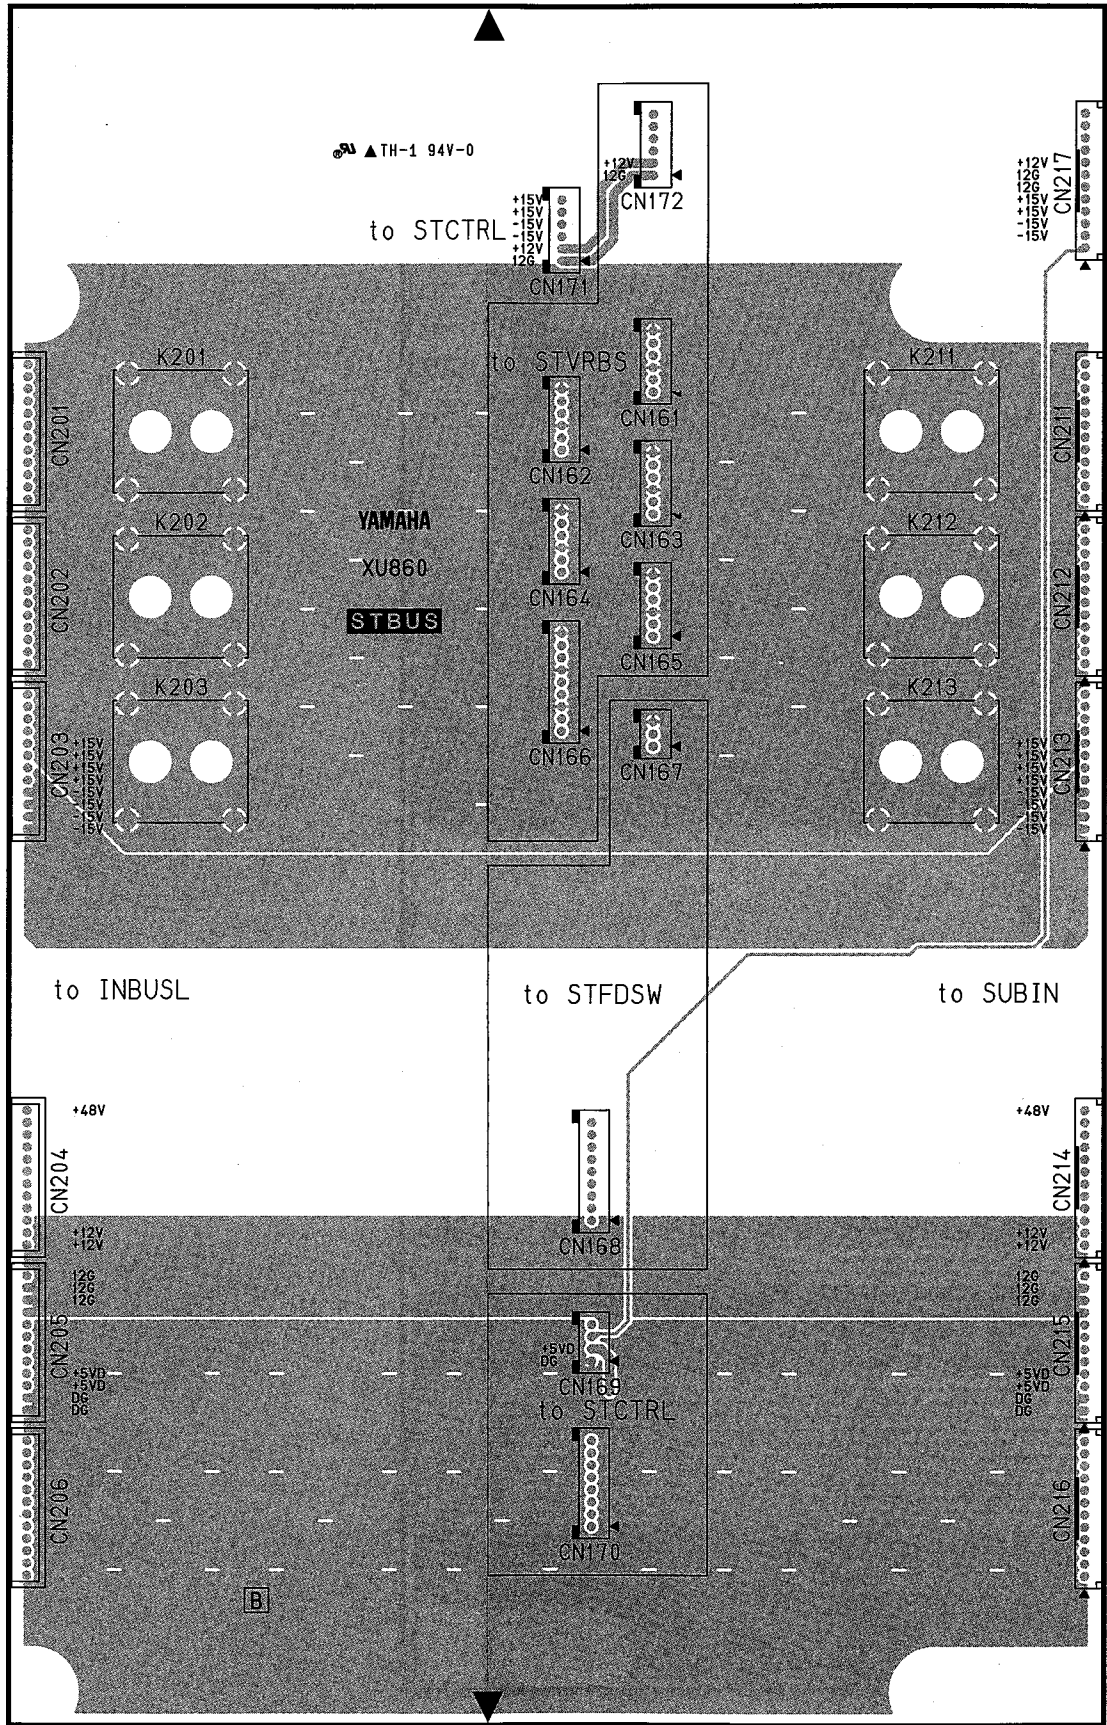 ▲TH-1 94V-0
+12V
12G
CN172
to STCTRL
+15V
+15V
-15V
-15V
+12V
12G
CN171
+12V
12G
12G
+15V
+15V
-15V
-15V
CN217
K201
to STVRBS
K211
CN201
CN161
CN211
CN162
K202
YAMAHA
K212
CN163
XU860
CN202
CN164
CN212
STBUS
CN165
K203
K213
CN203
+15V
+15V
+15V
+15V
-15V
-15V
-15V
-15V
CN166
CN167
+15V
+15V
+15V
+15V
-15V
-15V
-15V
-15V
CN213
to INBUSL
to STFDSW
to SUBIN
+48V
+48V
CN204
CN214
+12V
+12V
CN168
+12V
+12V
12G
12G
12G
12G
12G
12G
CN205
CN215
+5VD
+5VD
DG
DG
+5VD
DG
CN169
+5VD
+5VD
DG
DG
to STCTRL
CN206
CN216
CN170
B